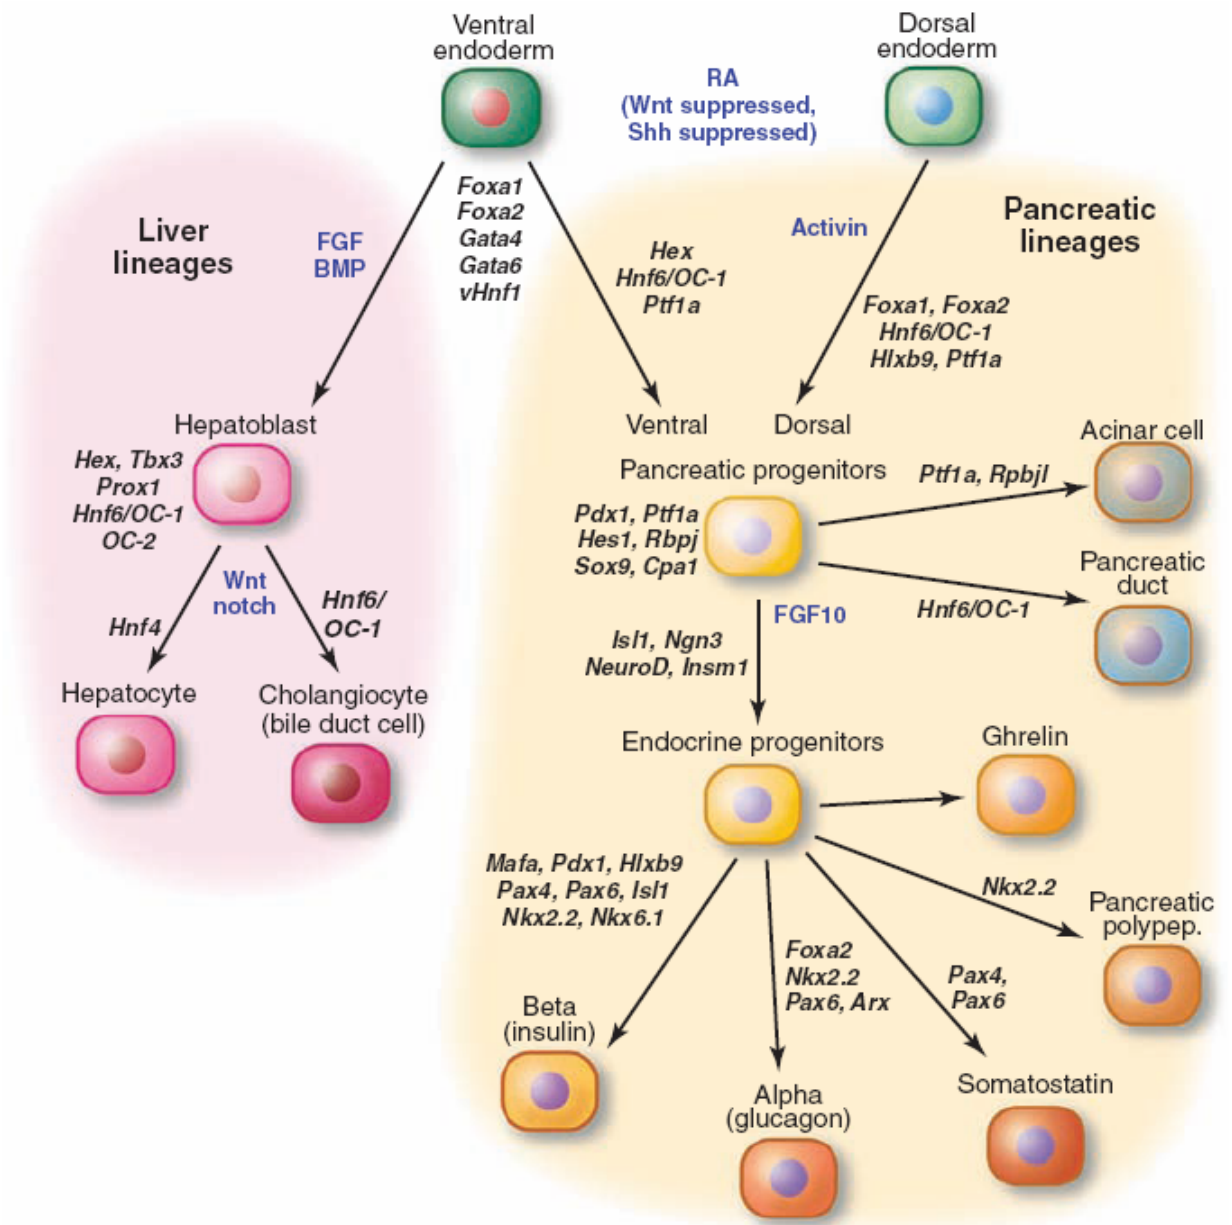 Ventral
endoderm
Dorsal
endoderm
RA
(Wnt suppressed,
Shh suppressed)
Liver
lineages
FGF
BMP
Foxa1
Foxa2
Gata4
Gata6
vHnf1
Hex
Hnf6/OC-1
Ptf1a
Activin
Pancreatic
lineages
Foxa1, Foxa2
Hnf6/OC-1
Hlxb9, Ptf1a
Hepatoblast
Hex, Tbx3
Prox1
Hnf6/OC-1
OC-2
Ventral
Dorsal
Pancreatic progenitors
Pdx1, Ptf1a
Hes1, Rbpj
Sox9, Cpa1
Ptf1a, Rpbjl
Acinar cell
Hnf6/OC-1
Pancreatic
duct
Wnt
notch
Hnf4
Hnf6/
OC-1
Hepatocyte
Cholangiocyte
(bile duct cell)
Isl1, Ngn3
NeuroD, Insm1
FGF10
Endocrine progenitors
Ghrelin
Mafa, Pdx1, Hlxb9
Pax4, Pax6, Isl1
Nkx2.2, Nkx6.1
Foxa2
Nkx2.2
Pax6, Arx
Pax4,
Pax6
Nkx2.2
Pancreatic
polypep.
Beta
(insulin)
Alpha
(glucagon)
Somatostatin